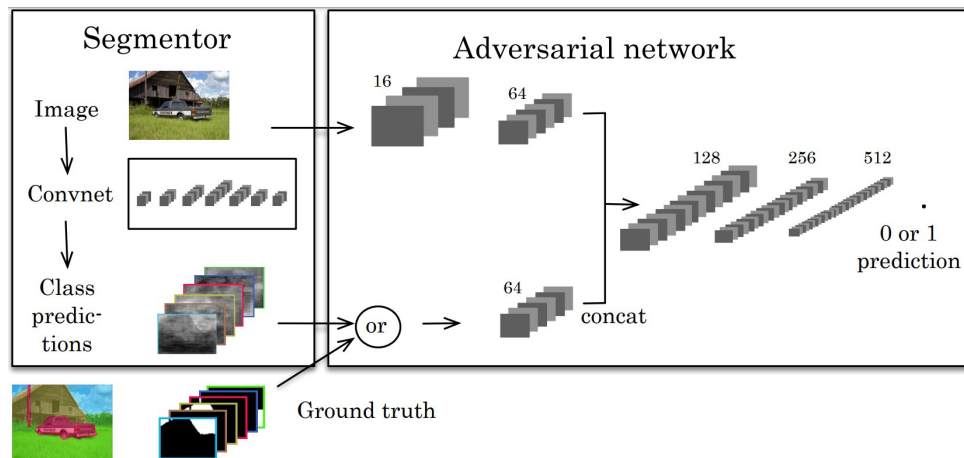 Segmentor
Image
Convnet
Class
predic-
tions
Adversarial network
16
64
128
256
512
0 or 1
prediction
or
64
concat
Ground truth